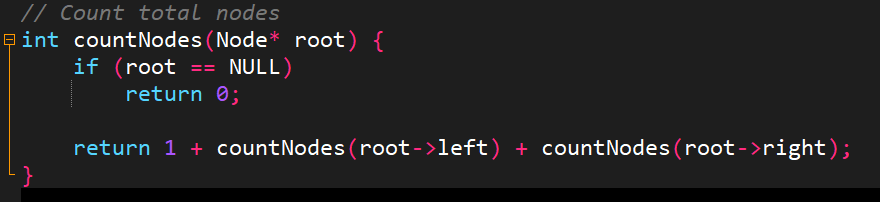 // Count total nodes
int countNodes(Node* root) {
    if (root == NULL)
        return 0;

    return 1 + countNodes(root->left) + countNodes(root->right);
}